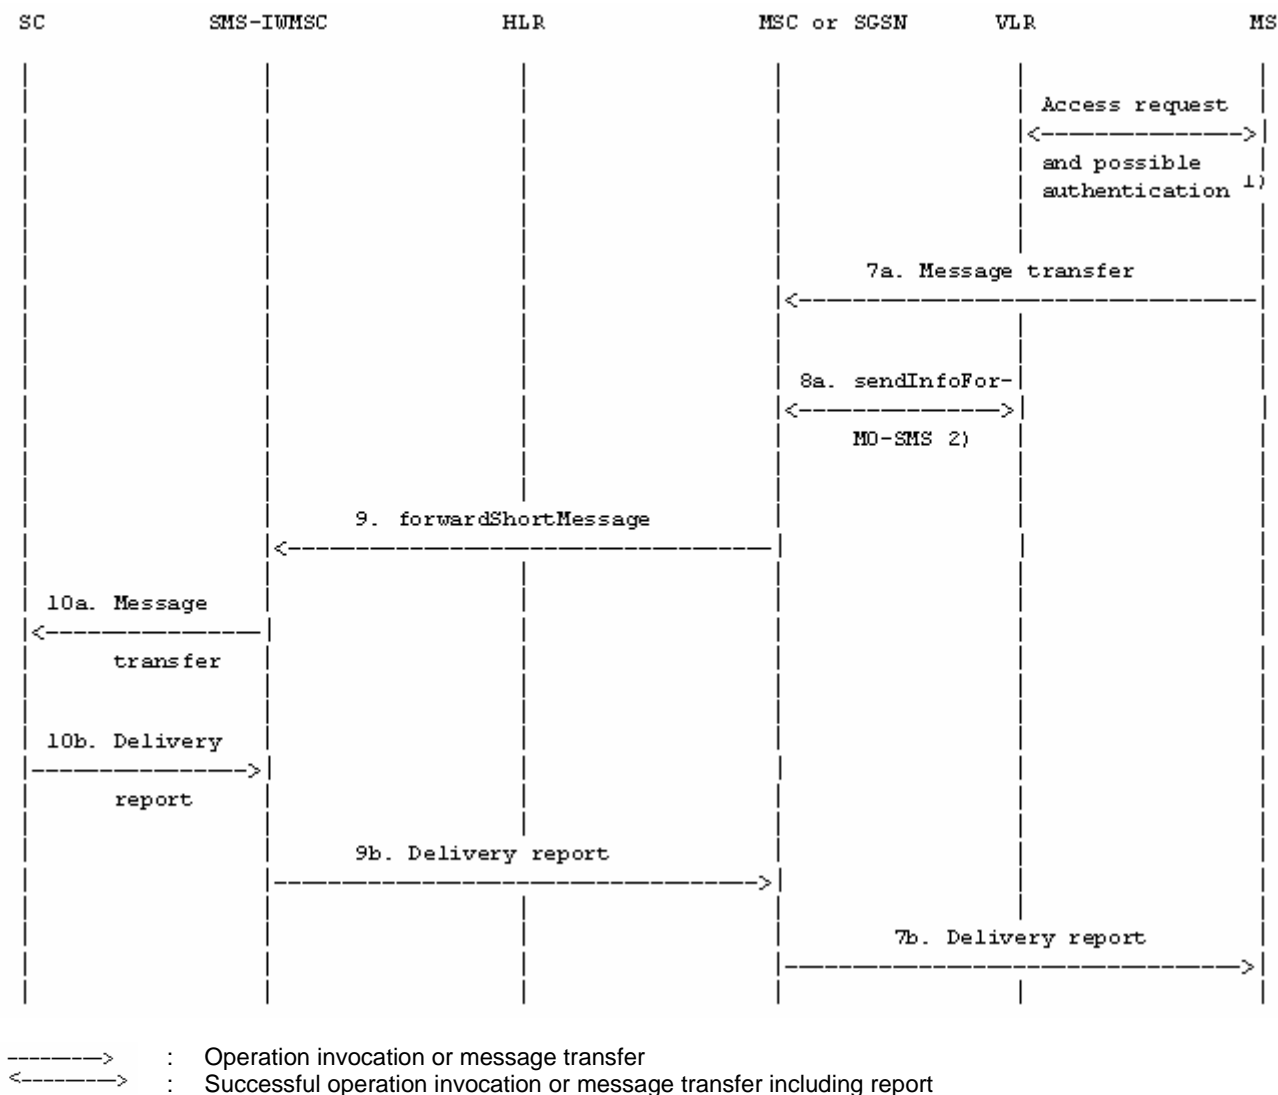 SC SMS-IWMSC HLR MSC or SGSN VLR MS
Access request
and possible
authentication 1)
7a. Message transfer
8a. sendInfoFor-
MO-SMS 2)
9. forwardShortMessage
10a. Message
transfer
10b. Delivery
report
9b. Delivery report
7b. Delivery report
: Operation invocation or message transfer
: Successful operation invocation or message transfer including report